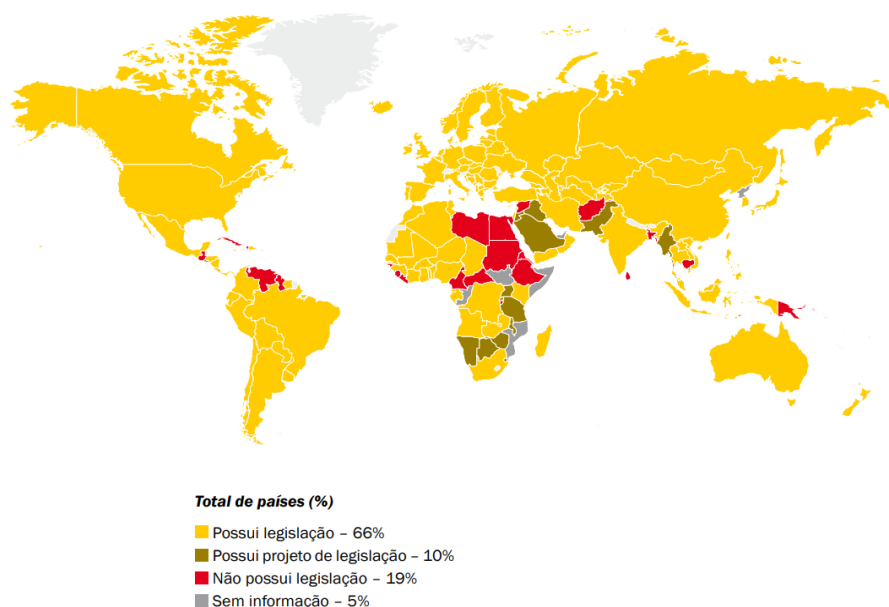 Total de países (%)
Possui legislação – 66%
Possui projeto de legislação – 10%
Não possui legislação – 19%
Sem informação – 5%